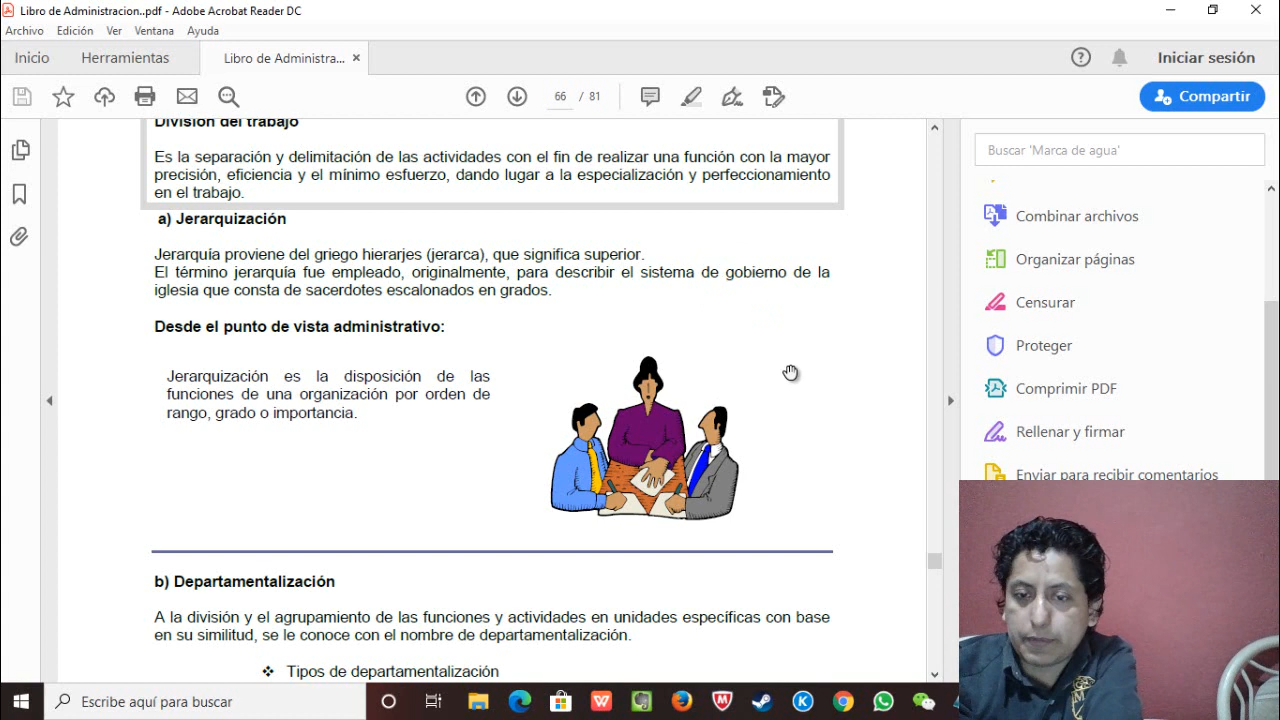 Libro de Administracion..pdf - Adobe Acrobat Reader DC
Archivo Edición Ver Ventana Ayuda
Inicio Herramientas Libro de Administra... ×
Iniciar sesión
66 / 81
Compartir
División del trabajo
Es la separación y delimitación de las actividades con el fin de realizar una función con la mayor
precisión, eficiencia y el mínimo esfuerzo, dando lugar a la especialización y perfeccionamiento
en el trabajo.
a) Jerarquización
Jerarquía proviene del griego hierarjes (jerarca), que significa superior.
El término jerarquía fue empleado, originalmente, para describir el sistema de gobierno de la
iglesia que consta de sacerdotes escalonados en grados.
Desde el punto de vista administrativo:
Jerarquización es la disposición de las
funciones de una organización por orden de
rango, grado o importancia.
b) Departamentalización
A la división y el agrupamiento de las funciones y actividades en unidades específicas con base
en su similitud, se le conoce con el nombre de departamentalización.
❖ Tipos de departamentalización
Buscar 'Marca de agua'
Combinar archivos
Organizar páginas
Censurar
Proteger
Comprimir PDF
Rellenar y firmar
Enviar para recibir comentarios
Escribe aquí para buscar